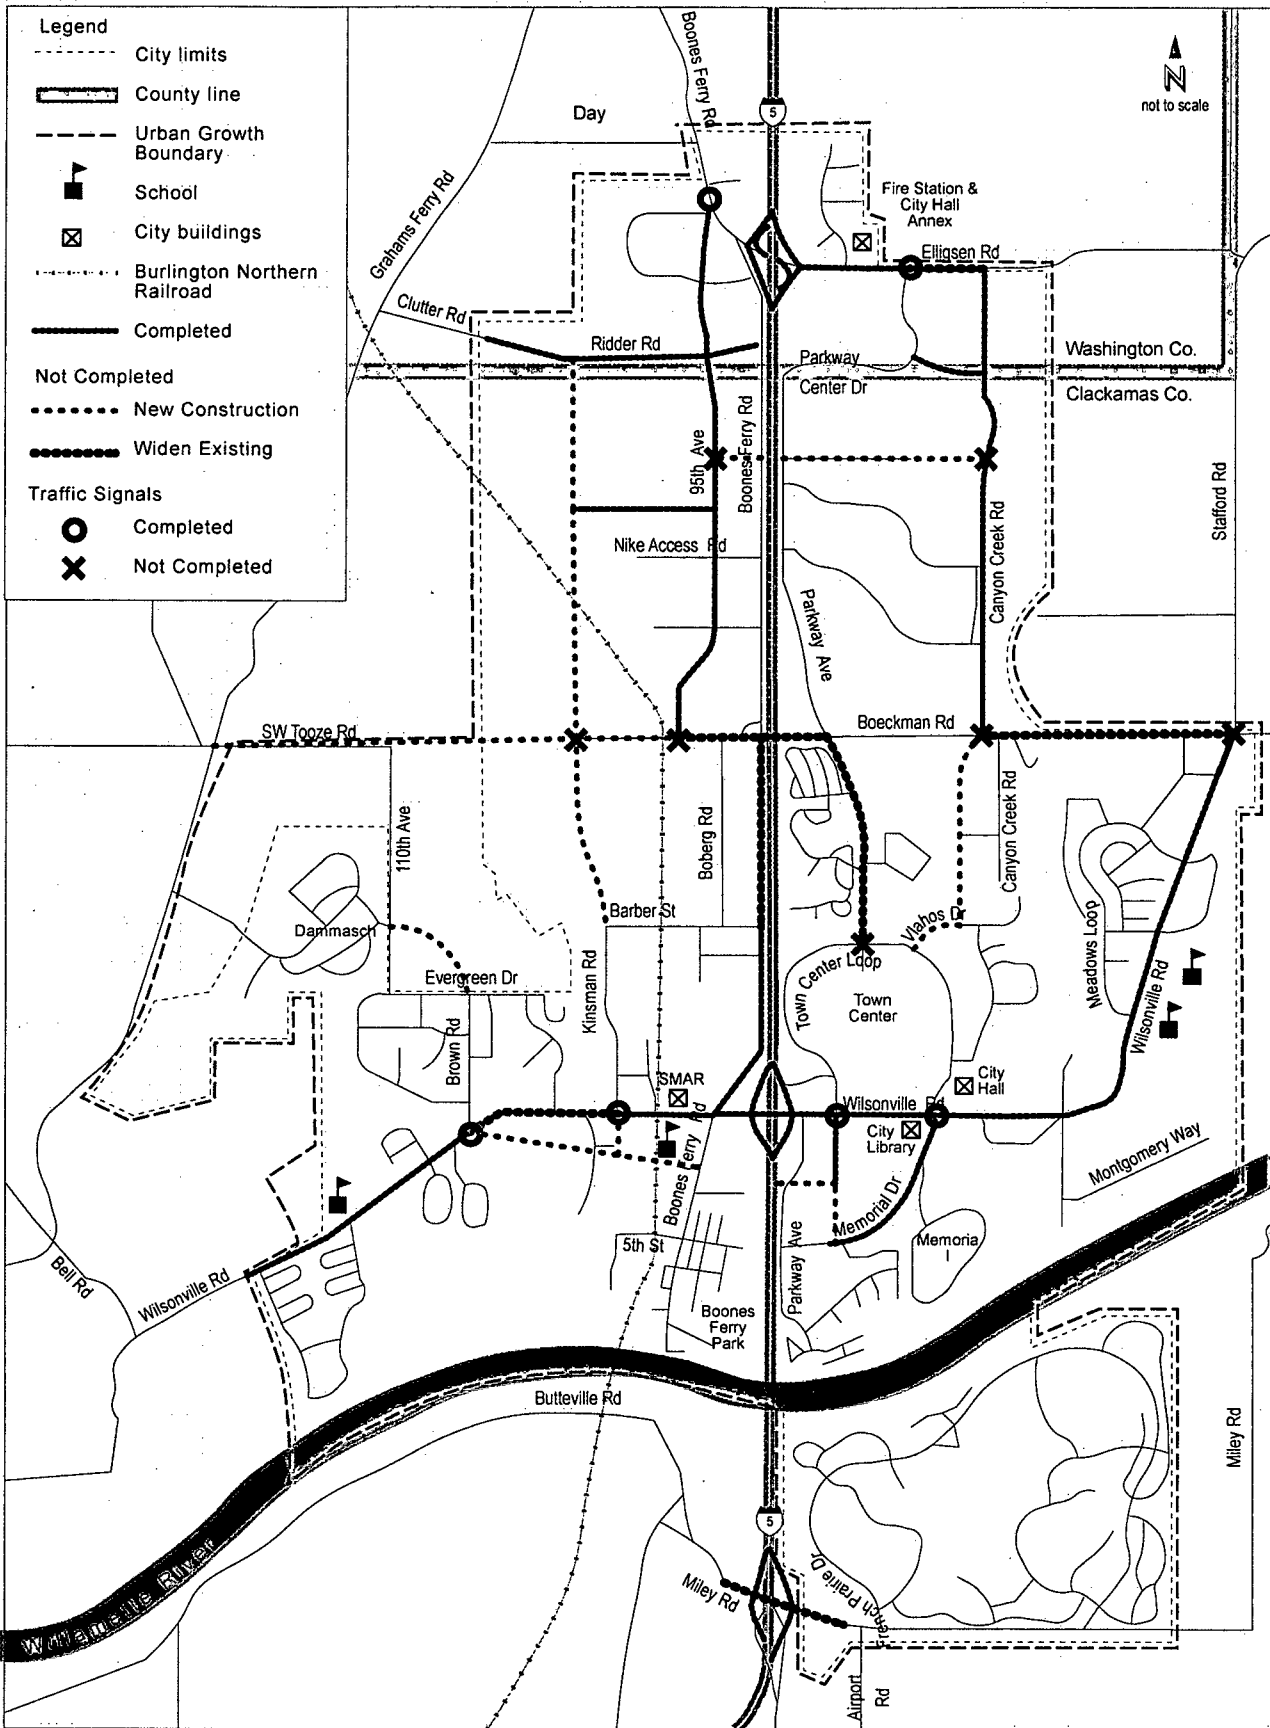 Legend
City limits
County line
Urban Growth
Boundary
School
City buildings
Burlington Northern
Railroad
Completed
Not Completed
New Construction
Widen Existing
Traffic Signals
Completed
Not Completed
N
not to scale
Boones Ferry Rd
5
Day
Grahams Ferry Rd
Fire Station &
City Hall
Annex
Elligsen Rd
Clutter Rd
Ridder Rd
Parkway
Center Dr
Washington Co.
Clackamas Co.
95th Ave
Boones Ferry Rd
Stafford Rd
Nike Access Rd
Canyon Creek Rd
Parkway Ave
SW Tooze Rd
Boeckman Rd
110th Ave
Boberg Rd
Canyon Creek Rd
Barber St
Vlahos Dr
Meadows Loop
Dammasch
Evergreen Dr
Kinsman Rd
Town Center Loop
Town
Center
Wilsonville Rd
Brown Rd
SMAR
City
Hall
Wilsonville Rd
City
Library
Boones Ferry Rd
Montgomery Way
Memorial Dr
5th St
Memoria
l
Parkway Ave
Bell Rd
Wilsonville Rd
Boones
Ferry
Park
Butteville Rd
Miley Rd
Willamette River
5
Miley Rd
French Prairie Dr
Airport
Rd